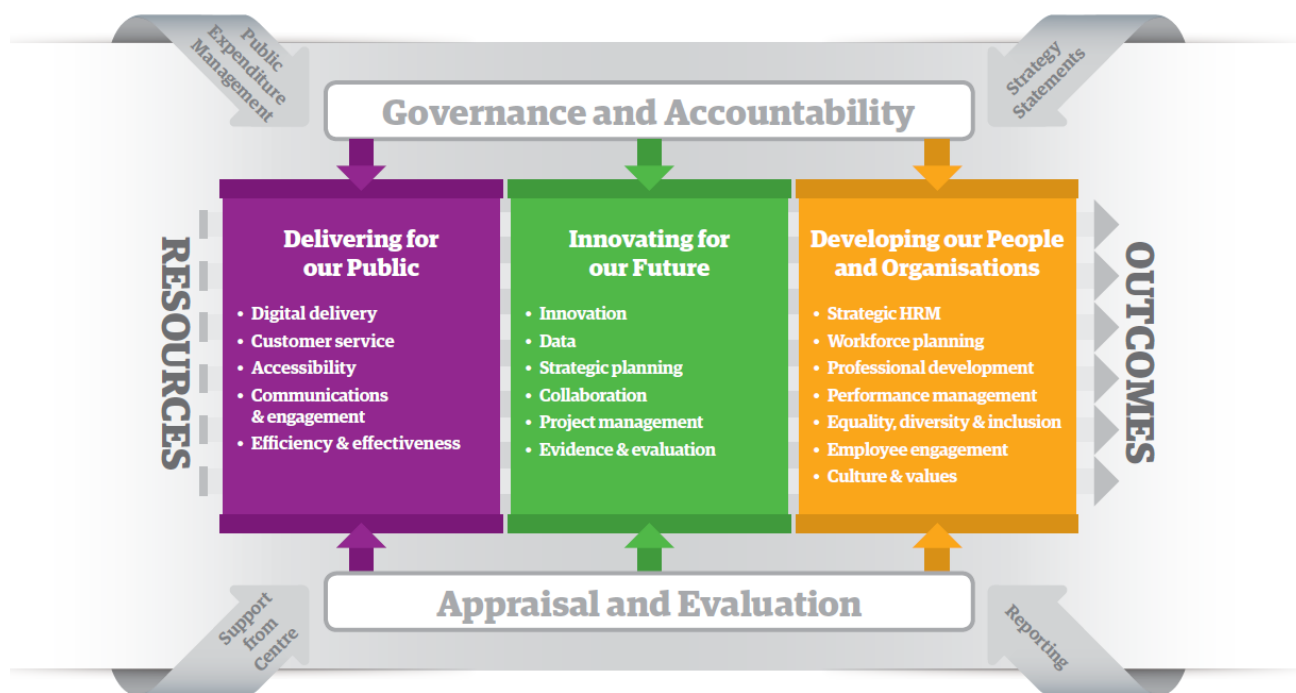 Public
Expenditure
Management
Strategy
Statements
Governance and Accountability
RESOURCES
Delivering for
our Public
• Digital delivery
• Customer service
• Accessibility
• Communications
& engagement
• Efficiency & effectiveness
Innovating for
our Future
• Innovation
• Data
• Strategic planning
• Collaboration
• Project management
• Evidence & evaluation
Developing our People
and Organisations
• Strategic HRM
• Workforce planning
• Professional development
• Performance management
• Equality, diversity & inclusion
• Employee engagement
• Culture & values
OUTCOMES
Appraisal and Evaluation
Support
from
Centre
Reporting